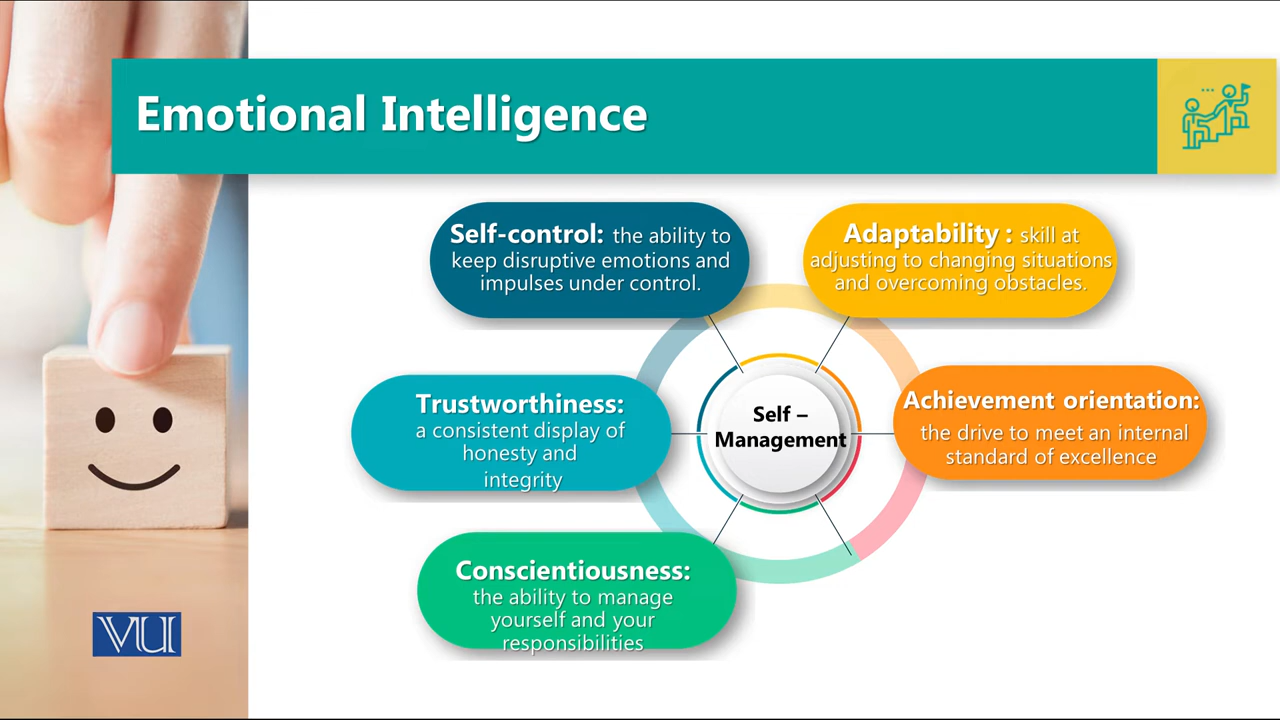 Emotional Intelligence
Self-control: the ability to
keep disruptive emotions and
impulses under control.
Adaptability : skill at
adjusting to changing situations
and overcoming obstacles.
Trustworthiness:
a consistent display of
honesty and
integrity
Self –
Management
Achievement orientation:
the drive to meet an internal
standard of excellence
Conscientiousness:
the ability to manage
yourself and your
responsibilities
VU